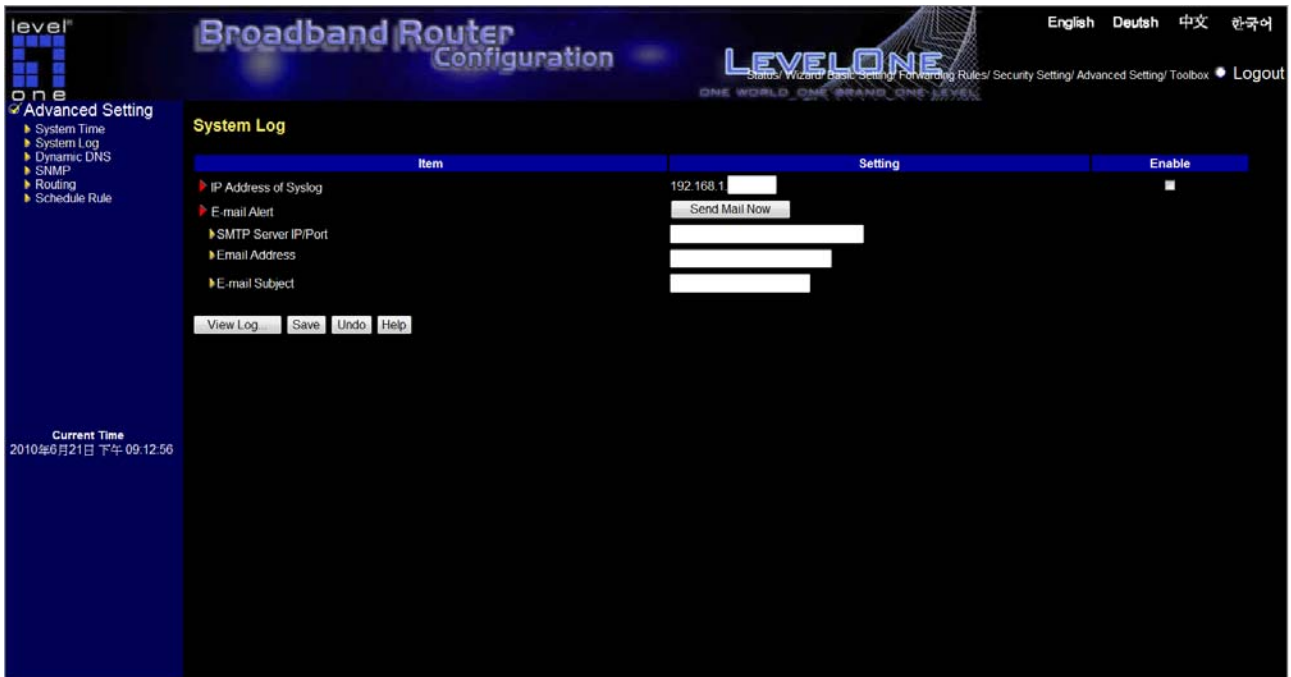 level
one
Broadband Router
Configuration
LEVELONE
ONE WORLD ONE BRAND ONE LEVEL
English Deutsh 中文 한국어
Status/ Wizard/ Basic Setting/ Forwarding Rules/ Security Setting/ Advanced Setting/ Toolbox Logout
Advanced Setting
System Time
System Log
Dynamic DNS
SNMP
Routing
Schedule Rule
Current Time
2010年6月21日 下午 09:12:56
System Log
Item Setting Enable
IP Address of Syslog 192.168.1.
E-mail Alert Send Mail Now
SMTP Server IP/Port
Email Address
E-mail Subject
View Log... Save Undo Help